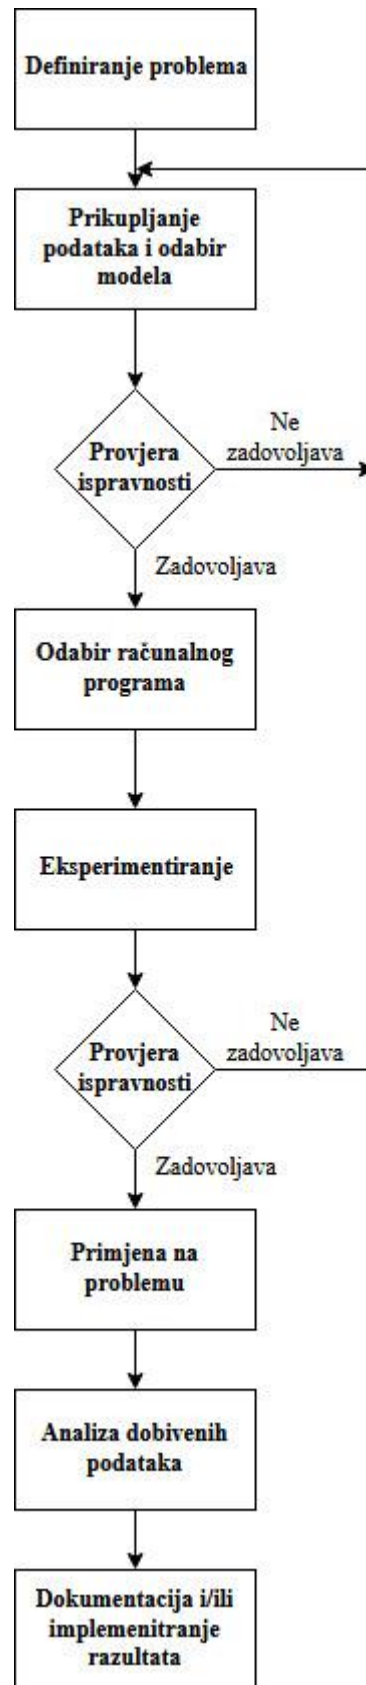 Definiranje problema
Prikupljanje
podataka i odabir
modela
Provjera
ispravnosti
Ne
zadovoljava
Zadovoljava
Odabir računalnog
programa
Eksperimentiranje
Provjera
ispravnosti
Ne
zadovoljava
Zadovoljava
Primjena na
problemu
Analiza dobivenih
podataka
Dokumentacija i/ili
implemenitranje
razultata